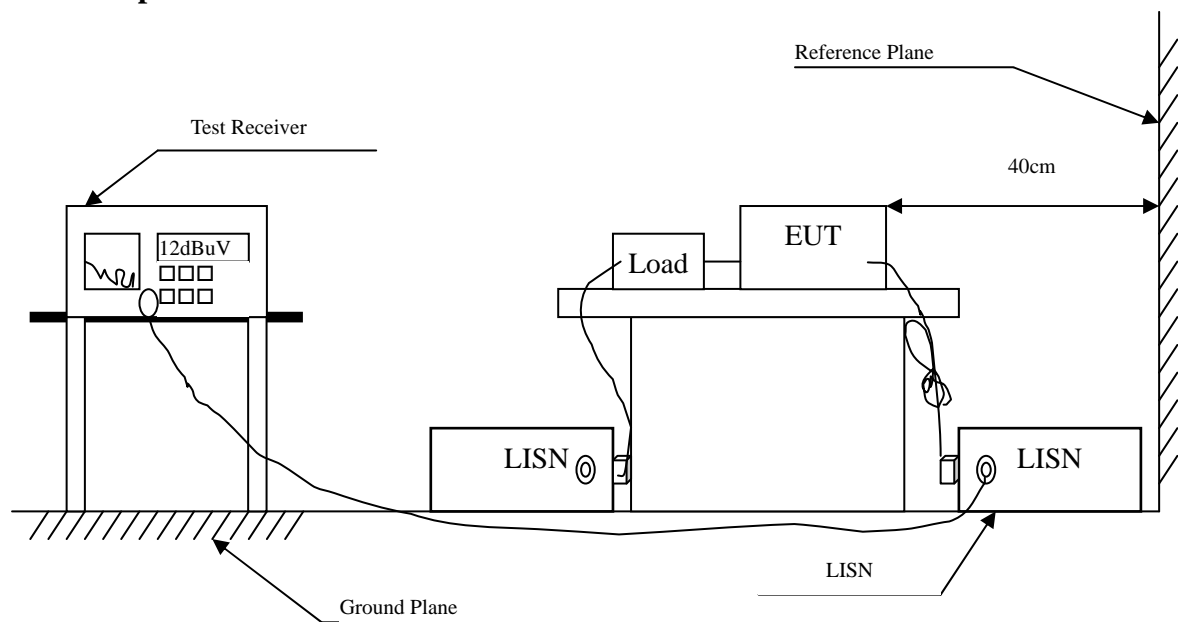 Reference Plane
Test Receiver
40cm
12dBuV
Load
EUT
LISN
LISN
LISN
Ground Plane